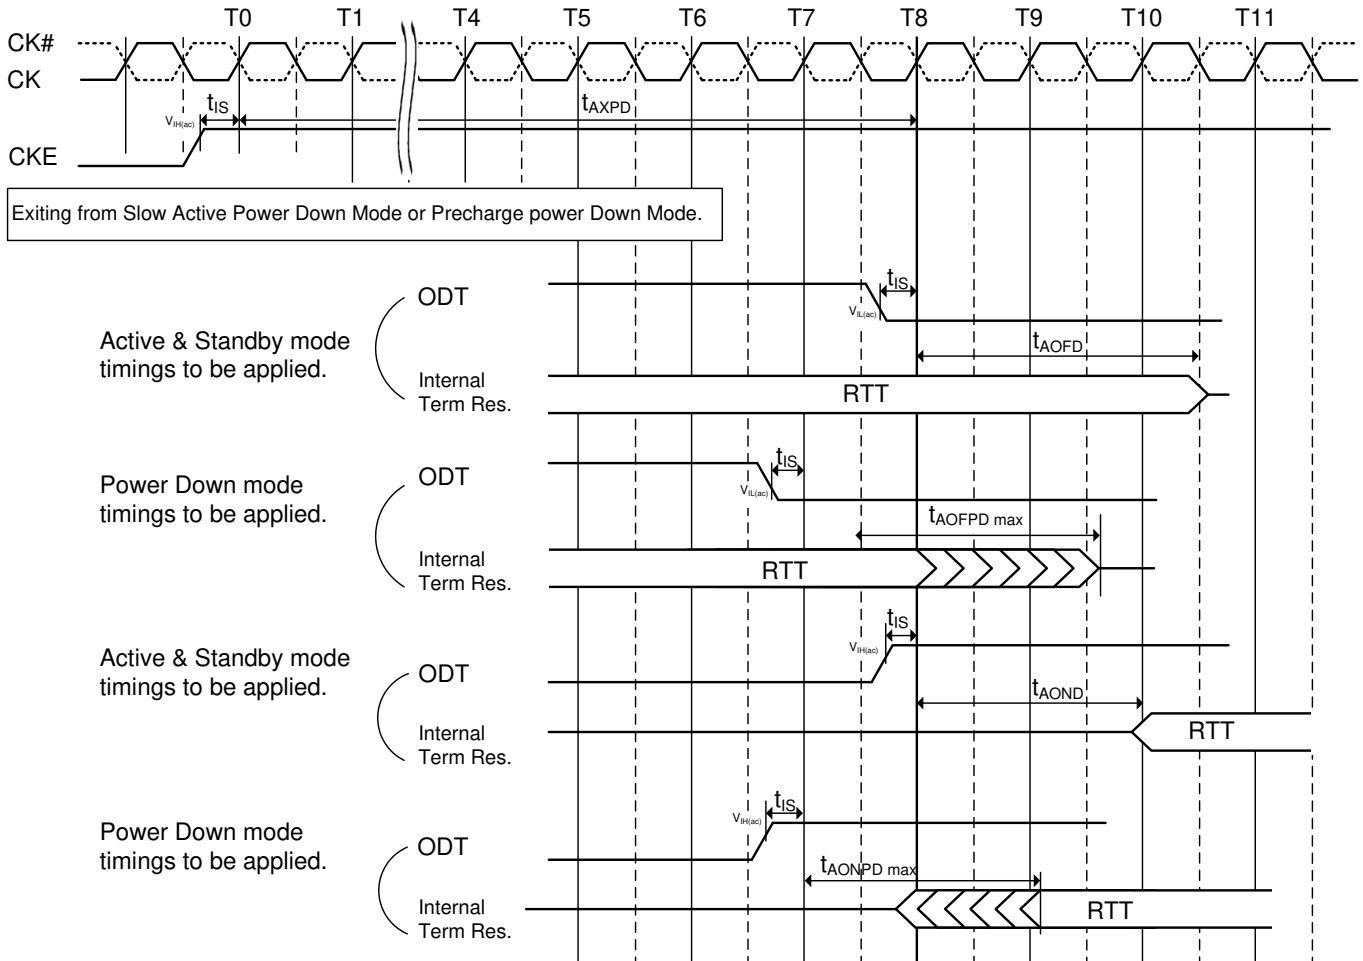 T0 T1 T4 T5 T6 T7 T8 T9 T10 T11
CK#
CK
tIS
tAXPD
VIH(ac)
CKE
Exiting from Slow Active Power Down Mode or Precharge power Down Mode.
tIS
ODT
VIL(ac)
Active & Standby mode
timings to be applied.
tAOFD
Internal
Term Res.
RTT
tIS
ODT
Power Down mode
timings to be applied.
VIL(ac)
tAOFPD max
Internal
Term Res.
RTT
tIS
VIH(ac)
Active & Standby mode
timings to be applied.
ODT
tAOND
Internal
Term Res.
RTT
tIS
VIH(ac)
Power Down mode
timings to be applied.
ODT
tAONPD max
Internal
Term Res.
RTT